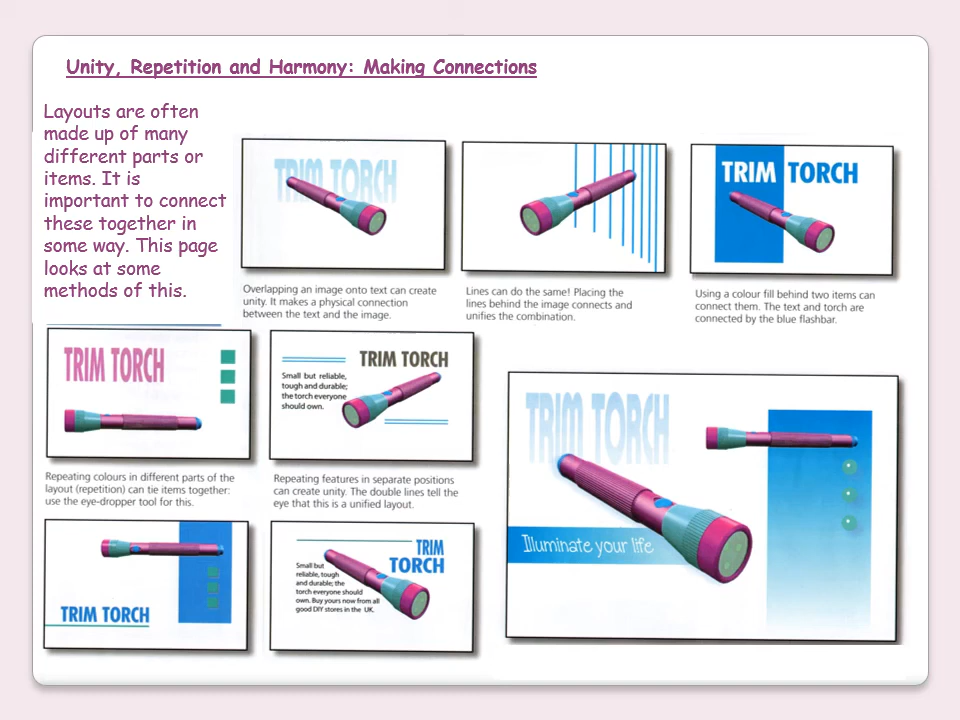 Unity, Repetition and Harmony: Making Connections
Layouts are often
made up of many
different parts or
items. It is
important to connect
these together in
some way. This page
looks at some
methods of this.
TRIM TORCH
Overlapping an image onto text can create
unity. It makes a physical connection
between the text and the image.
Lines can do the same! Placing the
lines behind the image connects and
unifies the combination.
TRIM TORCH
Using a colour fill behind two items can
connect them. The text and torch are
connected by the blue flashbar.
TRIM TORCH
Repeating colours in different parts of the
layout (repetition) can tie items together:
use the eye-dropper tool for this.
TRIM TORCH
Small but reliable,
tough and durable;
the torch everyone
should own.
Repeating features in separate positions
can create unity. The double lines tell the
eye that this is a unified layout.
TRIM TORCH
Illuminate your life
TRIM TORCH
TRIM
TORCH
Small but
reliable, tough
and durable; the
torch everyone should
own. Buy yours now from all
good DIY stores in the UK.